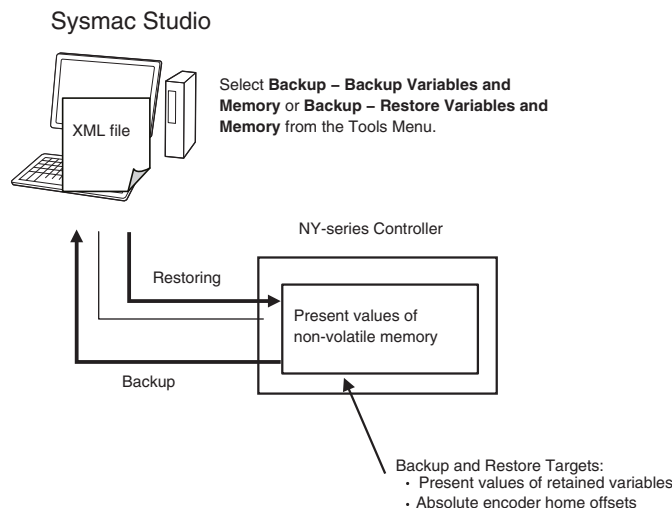 Sysmac Studio
XML file
Select Backup – Backup Variables and
Memory or Backup – Restore Variables and
Memory from the Tools Menu.
NY-series Controller
Restoring
Present values of
non-volatile memory
Backup
Backup and Restore Targets:
• Present values of retained variables
• Absolute encoder home offsets